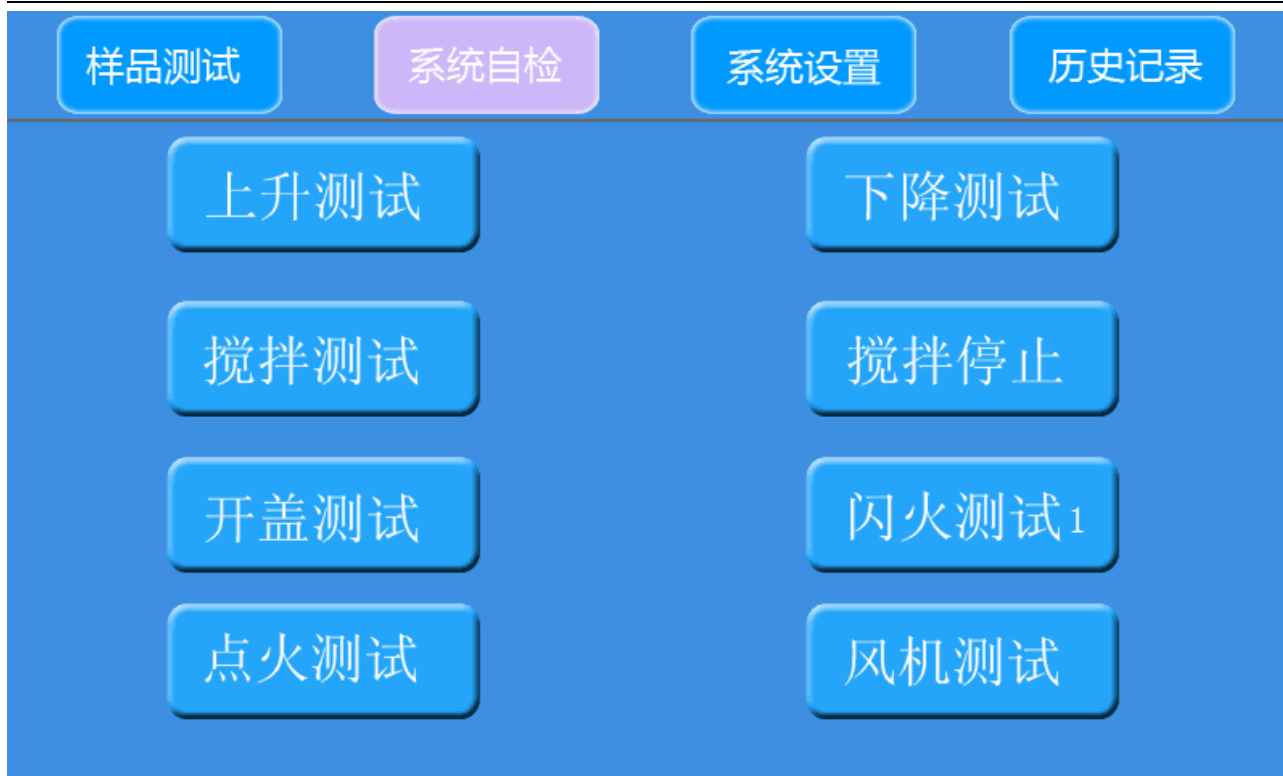 样品测试 系统自检 系统设置 历史记录
上升测试 下降测试
搅拌测试 搅拌停止
开盖测试 闪火测试1
点火测试 风机测试